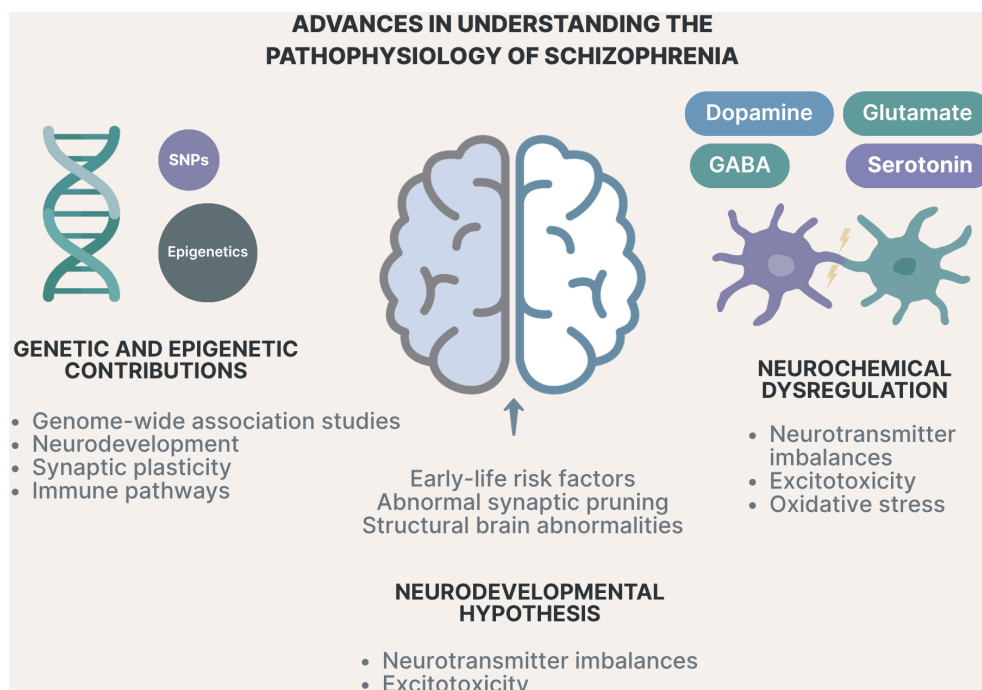 ADVANCES IN UNDERSTANDING THE
PATHOPHYSIOLOGY OF SCHIZOPHRENIA
SNPs
Epigenetics
GENETIC AND EPIGENETIC
CONTRIBUTIONS
• Genome-wide association studies
• Neurodevelopment
• Synaptic plasticity
• Immune pathways
Early-life risk factors
Abnormal synaptic pruning
Structural brain abnormalities
Dopamine
Glutamate
GABA
Serotonin
NEUROCHEMICAL
DYSREGULATION
• Neurotransmitter
imbalances
• Excitotoxicity
• Oxidative stress
NEURODEVELOPMENTAL
HYPOTHESIS
• Neurotransmitter imbalances
• Excitotoxicity